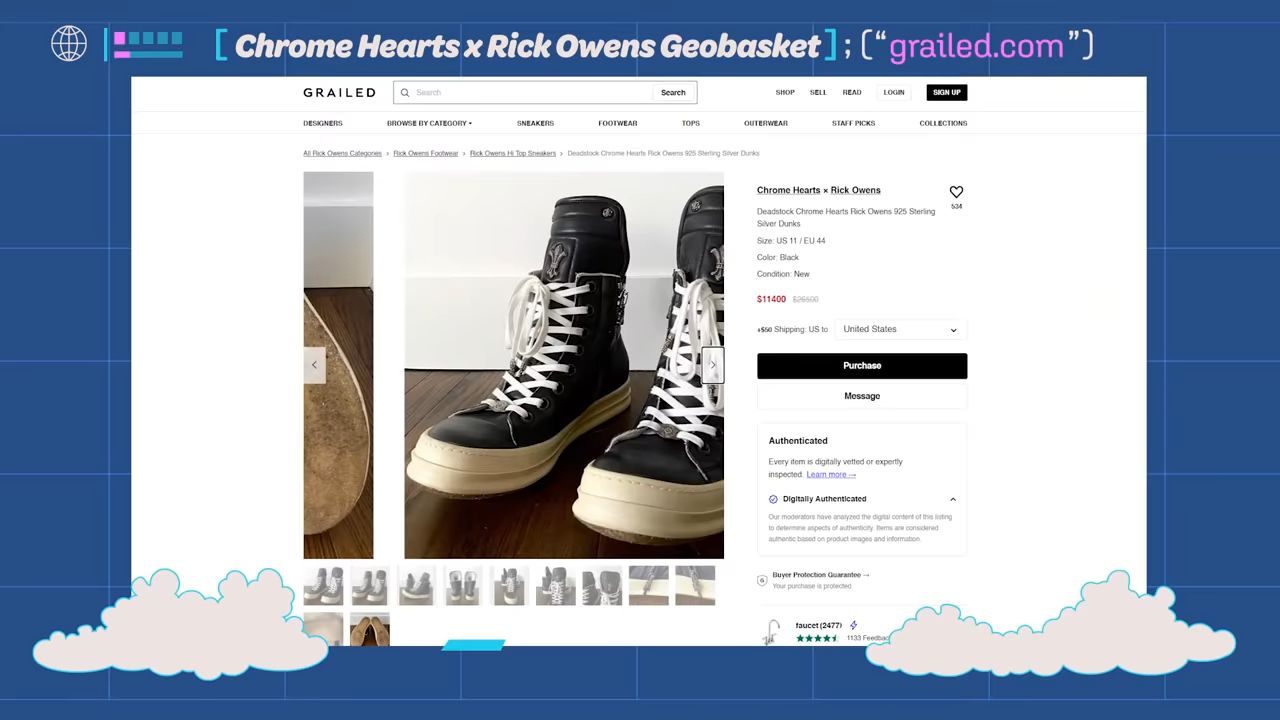 [ Chrome Hearts x Rick Owens Geobasket ] ; ("grailed.com")
GRAILED
Search
Search
SHOP SELL READ LOGIN SIGN UP
DESIGNERS BROWSE BY CATEGORY SNEAKERS FOOTWEAR TOPS OUTERWEAR STAFF PICKS COLLECTIONS
All Rick Owens Categories > Rick Owens Footwear > Rick Owens Hi Top Sneakers > Deadstock Chrome Hearts Rick Owens 925 Sterling Silver Dunks
Chrome Hearts × Rick Owens
534
Deadstock Chrome Hearts Rick Owens 925 Sterling
Silver Dunks
Size: US 11 / EU 44
Color: Black
Condition: New
$11400 $26500
+$50 Shipping: US to United States
Purchase
Message
Authenticated
Every item is digitally vetted or expertly
inspected. Learn more →
Digitally Authenticated
Our moderators have analyzed the digital content of this listing
to determine aspects of authenticity. Items are considered
authentic based on product images and information.
Buyer Protection Guarantee →
Your purchase is protected
faucet (2477)
1133 Feedbac